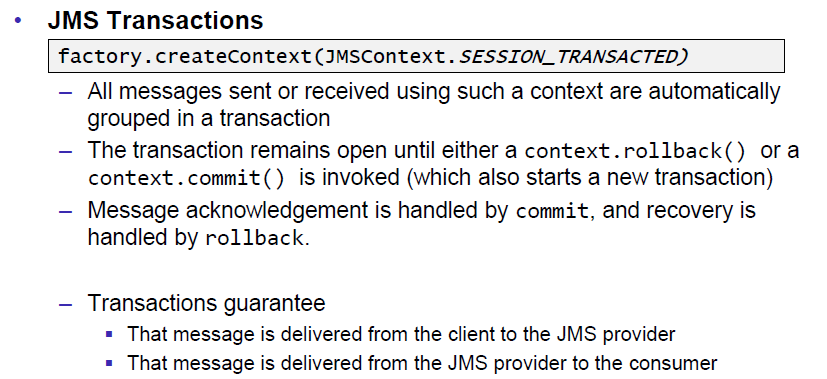 • JMS Transactions
factory.createContext(JMSContext.SESSION_TRANSACTED)
– All messages sent or received using such a context are automatically
grouped in a transaction
– The transaction remains open until either a context.rollback() or a
context.commit() is invoked (which also starts a new transaction)
– Message acknowledgement is handled by commit, and recovery is
handled by rollback.
– Transactions guarantee
▪ That message is delivered from the client to the JMS provider
▪ That message is delivered from the JMS provider to the consumer